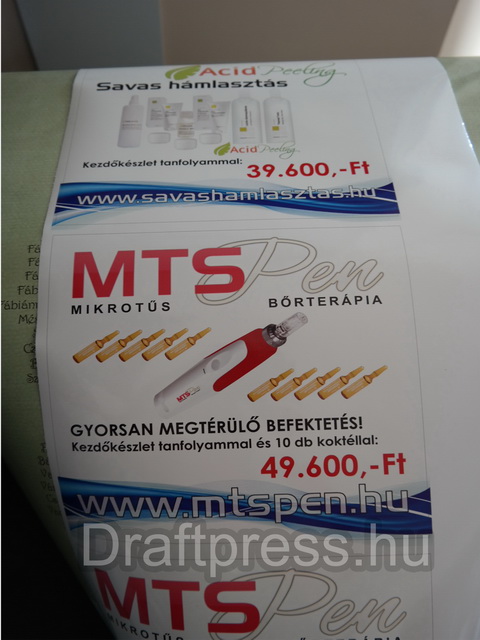 Acid Peeling
Savas hámlasztás
Acid Peeling
Kezdőkészlet tanfolyammal: 39.600,-Ft
www.savashamlasztas.hu
MTS Pen
MIKROTŰS BŐRTERÁPIA
MTS
GYORSAN MEGTÉRÜLŐ BEFEKTETÉS!
Kezdőkészlet tanfolyammal és 10 db koktéllal:
49.600,-Ft
www.mtspen.hu
Draftpress.hu
MTS Pen
MIKROTŰS